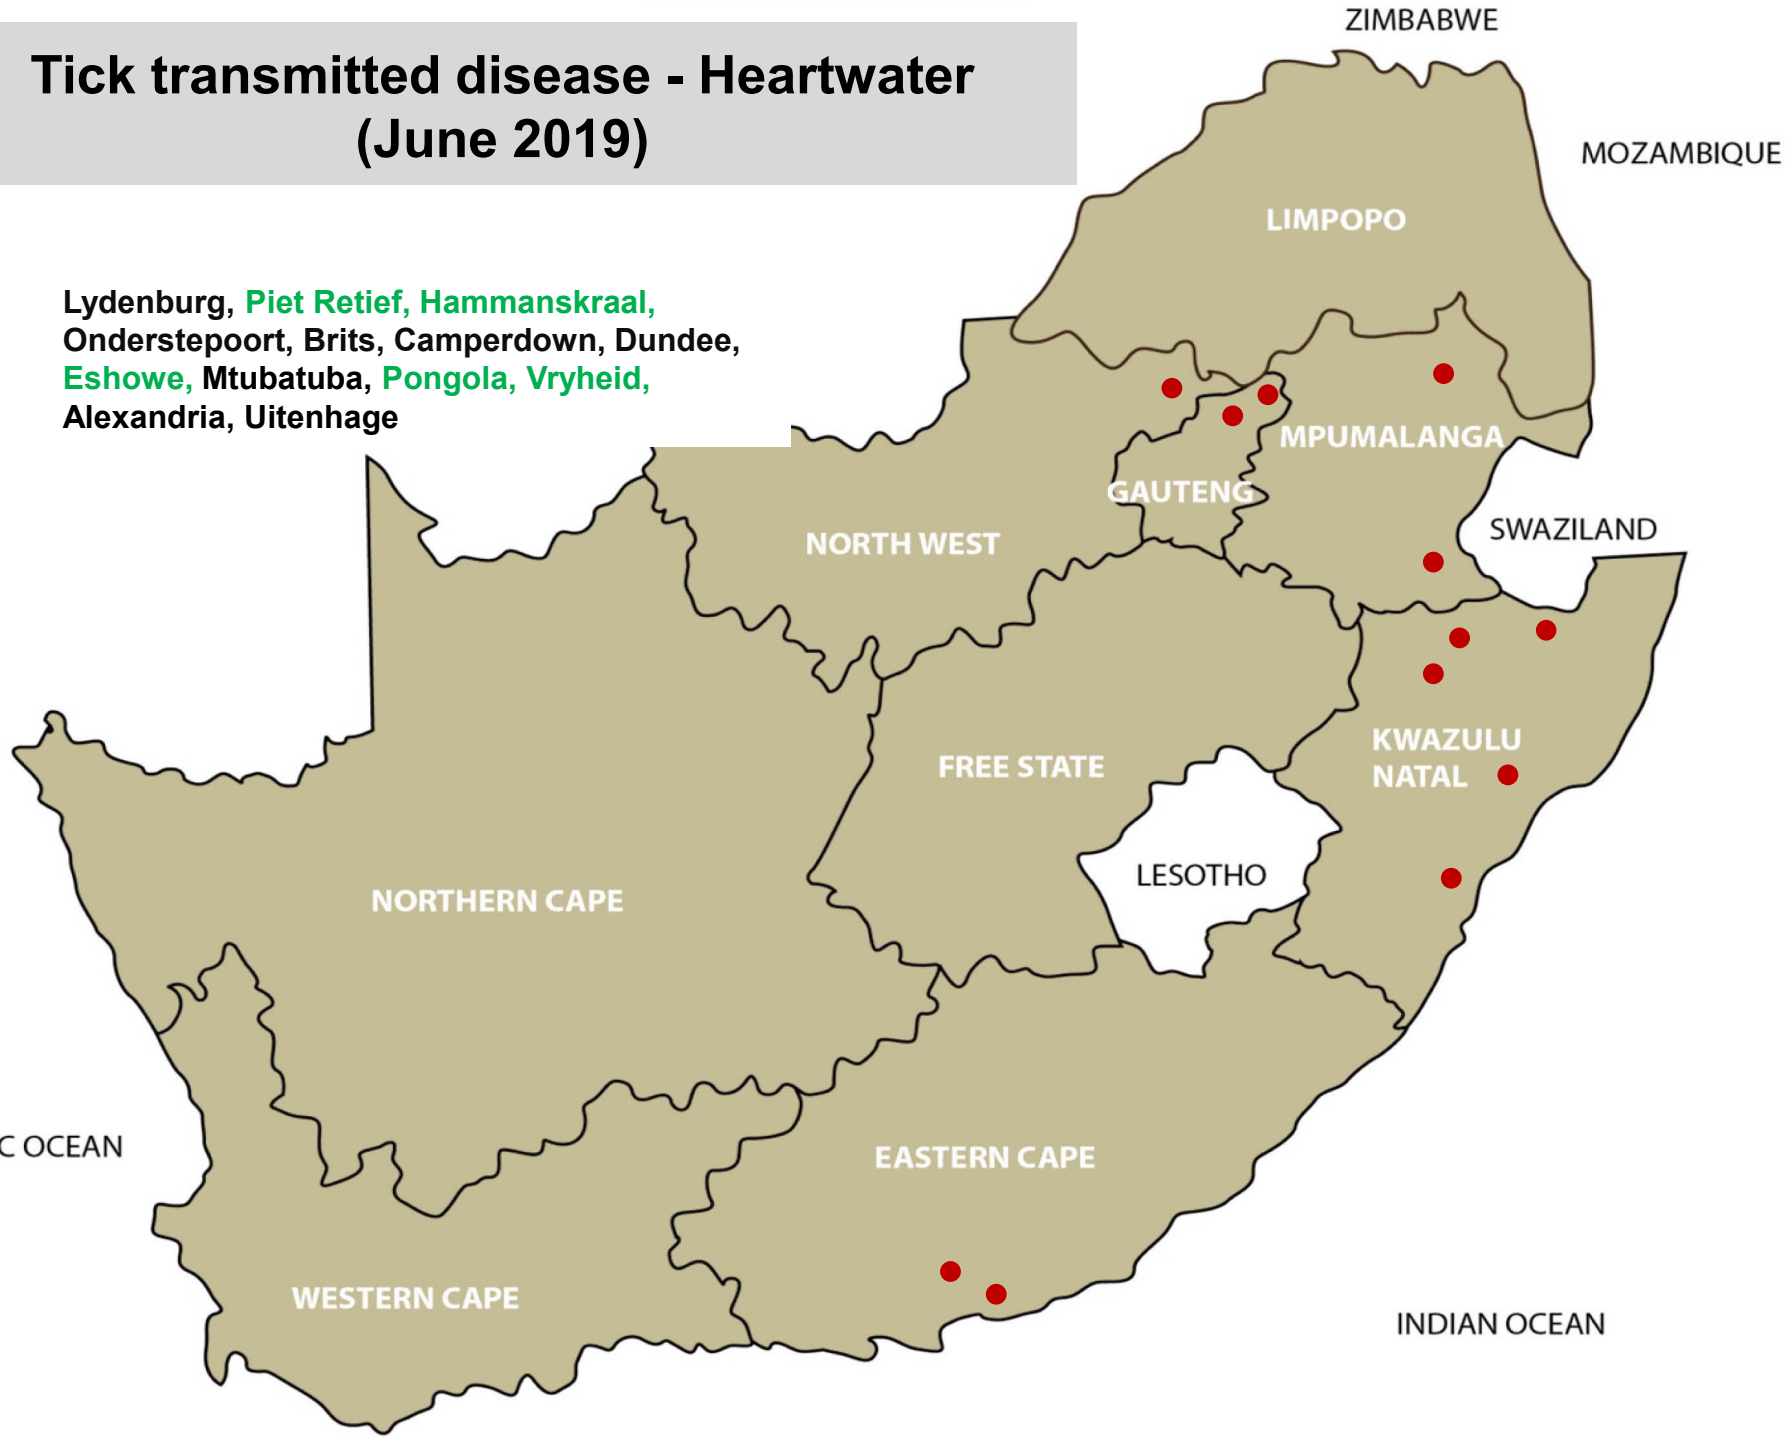 Tick transmitted disease - Heartwater
(June 2019)
Lydenburg, Piet Retief, Hammanskraal,
Onderstepoort, Brits, Camperdown, Dundee,
Eshowe, Mtubatuba, Pongola, Vryheid,
Alexandria, Uitenhage
ZIMBABWE
MOZAMBIQUE
LIMPOPO
MPUMALANGA
GAUTENG
NORTH WEST
SWAZILAND
KWAZULU
NATAL
FREE STATE
LESOTHO
NORTHERN CAPE
C OCEAN
EASTERN CAPE
WESTERN CAPE
INDIAN OCEAN